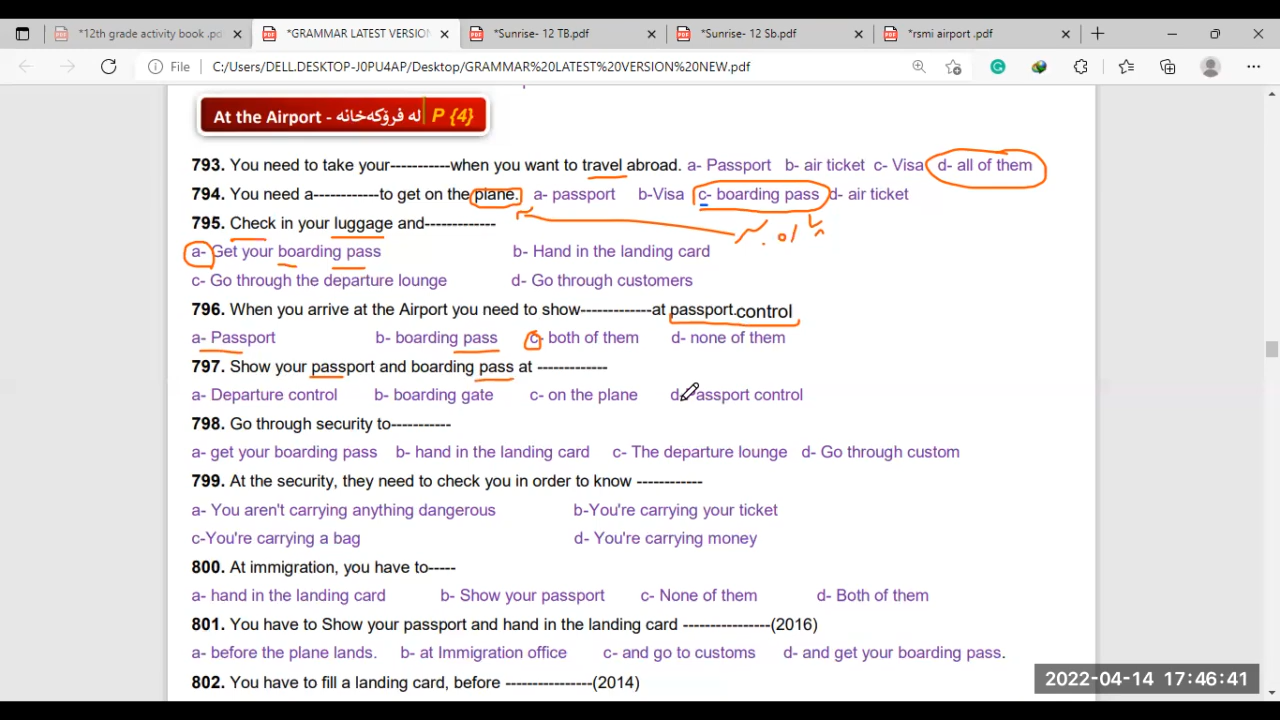 *12th grade activity book .pd
*GRAMMAR LATEST VERSION
*Sunrise- 12 TB.pdf
*Sunrise- 12 Sb.pdf
*rsmi airport .pdf
File
C:/Users/DELL.DESKTOP-J0PU4AP/Desktop/GRAMMAR%20LATEST%20VERSION%20NEW.pdf
At the Airport - لە فڕۆکەخانە P {4}
793. You need to take your-----------when you want to travel abroad. a- Passport b- air ticket c- Visa d- all of them
794. You need a------------to get on the plane. a- passport b-Visa c- boarding pass d- air ticket
795. Check in your luggage and-------------
a- Get your boarding pass b- Hand in the landing card
c- Go through the departure lounge d- Go through customers
796. When you arrive at the Airport you need to show-------------at passport.control
a- Passport b- boarding pass c- both of them d- none of them
797. Show your passport and boarding pass at -------------
a- Departure control b- boarding gate c- on the plane d- assport control
798. Go through security to-----------
a- get your boarding pass b- hand in the landing card c- The departure lounge d- Go through custom
799. At the security, they need to check you in order to know ------------
a- You aren't carrying anything dangerous b-You're carrying your ticket
c-You're carrying a bag d- You're carrying money
800. At immigration, you have to-----
a- hand in the landing card b- Show your passport c- None of them d- Both of them
801. You have to Show your passport and hand in the landing card ----------------(2016)
a- before the plane lands. b- at Immigration office c- and go to customs d- and get your boarding pass.
802. You have to fill a landing card, before ----------------(2014)
2022-04-14 17:46:41